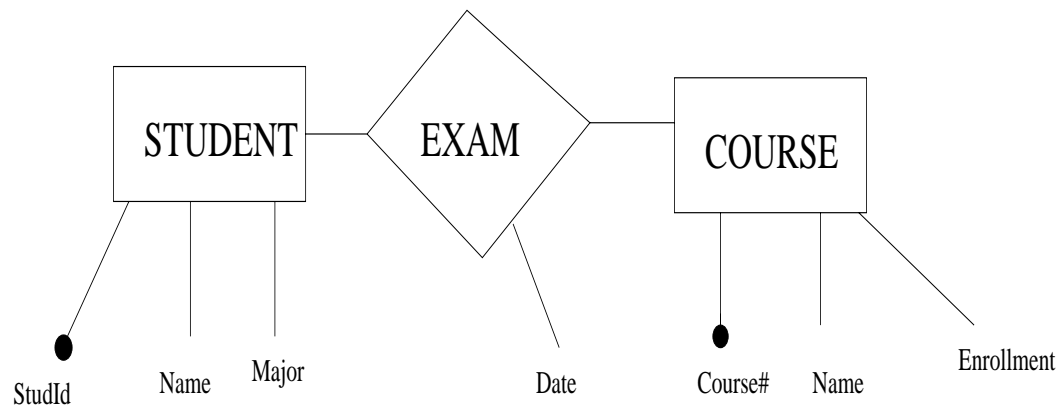 STUDENT
EXAM
COURSE
StudId
Name
Major
Date
Course#
Name
Enrollment